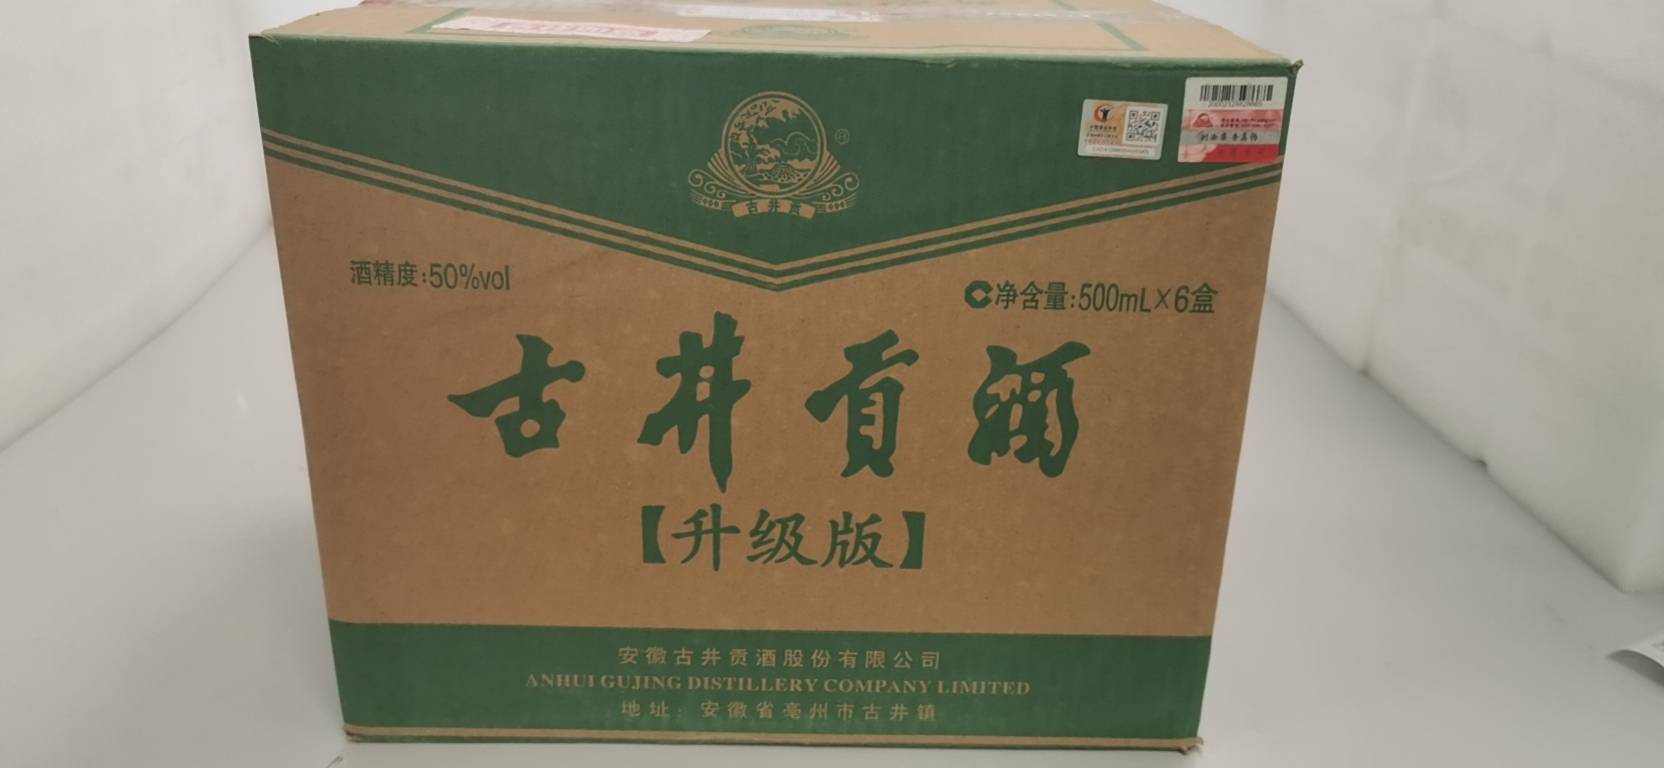 古井贡
®
酒精度:50%vol
净含量:500mL×6盒
古井贡酒
【升级版】
安徽古井贡酒股份有限公司
ANHUI GUJING DISTILLERY COMPANY LIMITED
地址:安徽省亳州市古井镇